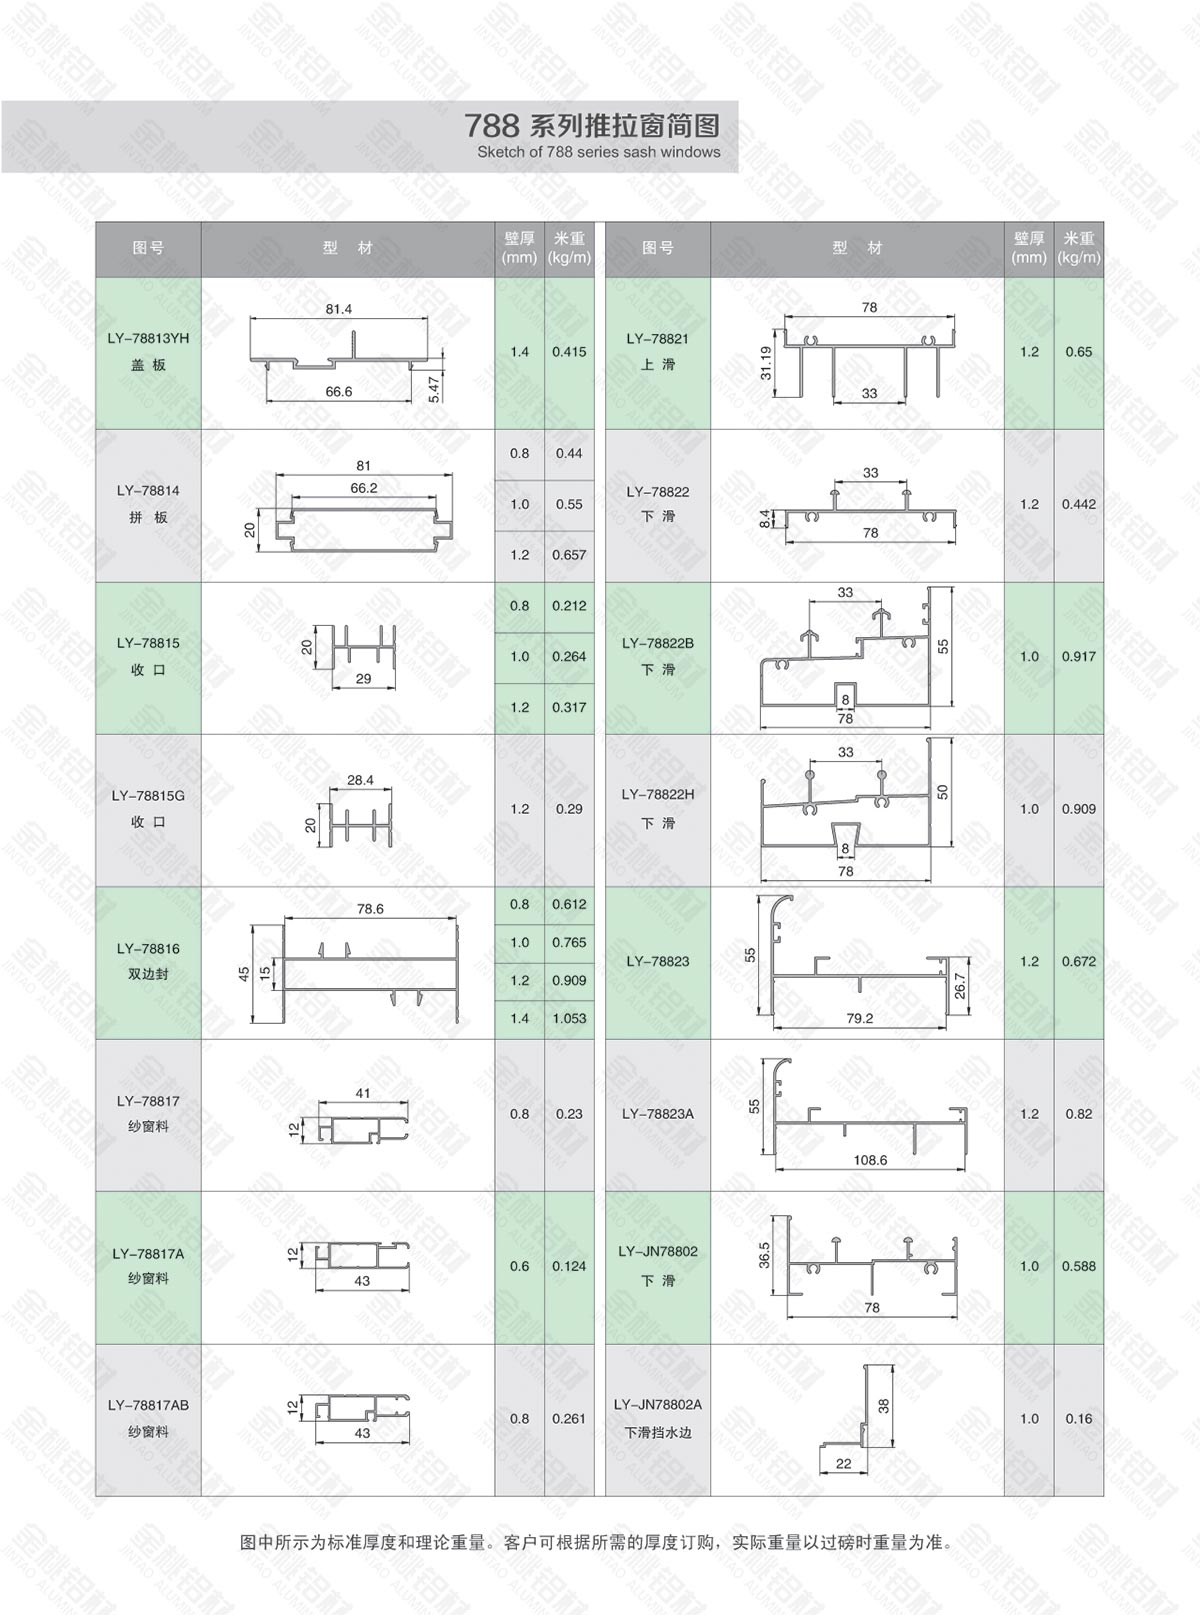 788 系列推拉窗简图
Sketch of 788 series sash windows
图号 型 材 壁厚(mm) 米重(kg/m) 图号 型 材 壁厚(mm) 米重(kg/m)
LY-78813YH
盖 板
81.4
66.6
5.47
1.4 0.415
LY-78821
上 滑
78
31.19
33
1.2 0.65
LY-78814
拼 板
81
66.2
20
0.8 0.44
1.0 0.55
1.2 0.657
LY-78822
下 滑
33
8.4
78
1.2 0.442
LY-78815
收 口
20
29
0.8 0.212
1.0 0.264
1.2 0.317
LY-78822B
下 滑
33
55
8
78
1.0 0.917
LY-78815G
收 口
28.4
20
1.2 0.29
LY-78822H
下 滑
33
50
8
78
1.0 0.909
LY-78816
双边封
78.6
45
15
0.8 0.612
1.0 0.765
1.2 0.909
1.4 1.053
LY-78823
55
26.7
79.2
1.2 0.672
LY-78817
纱窗料
41
12
0.8 0.23
LY-78823A
55
108.6
1.2 0.82
LY-78817A
纱窗料
12
43
0.6 0.124
LY-JN78802
下 滑
36.5
78
1.0 0.588
LY-78817AB
纱窗料
12
43
0.8 0.261
LY-JN78802A
下滑挡水边
38
22
1.0 0.16
图中所示为标准厚度和理论重量。客户可根据所需的厚度订购，实际重量以过磅时重量为准。
金桃铝材
JINTAO ALUMINIUM